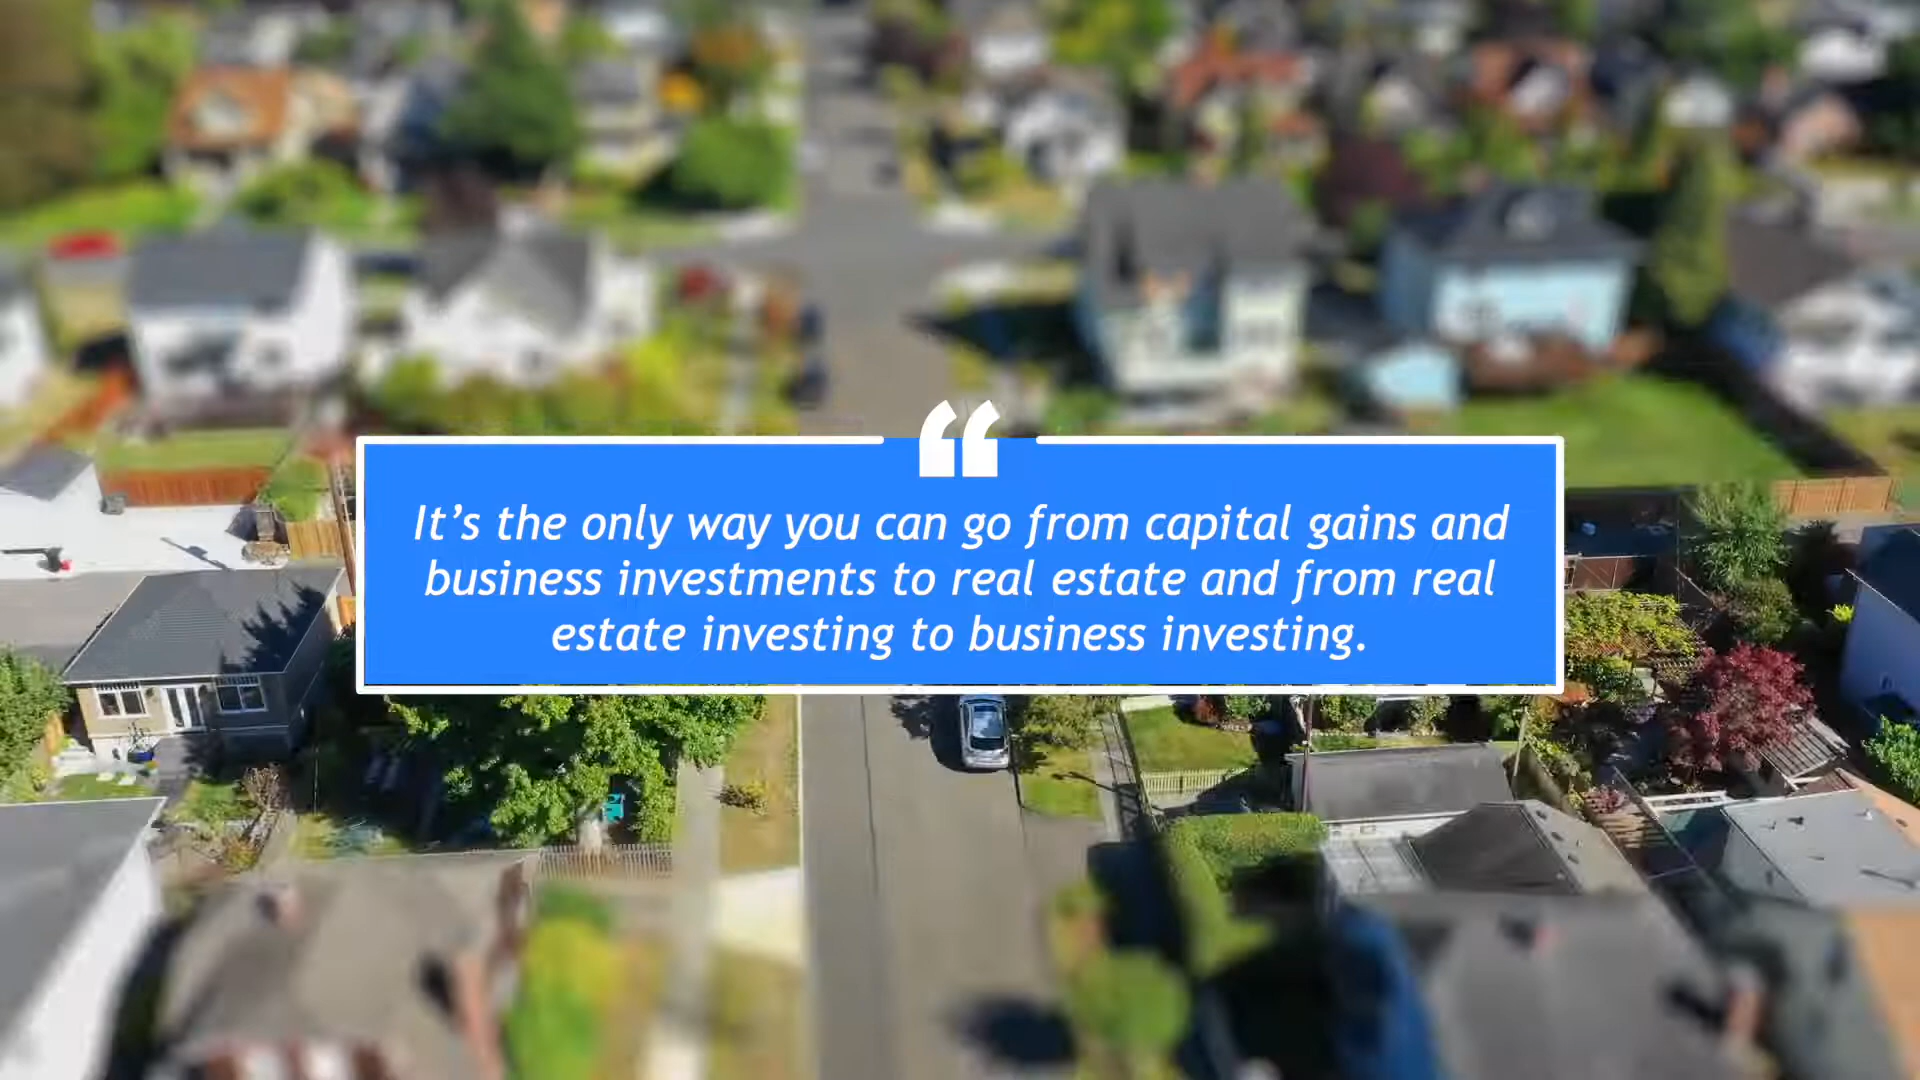 “
It’s the only way you can go from capital gains and
business investments to real estate and from real
estate investing to business investing.